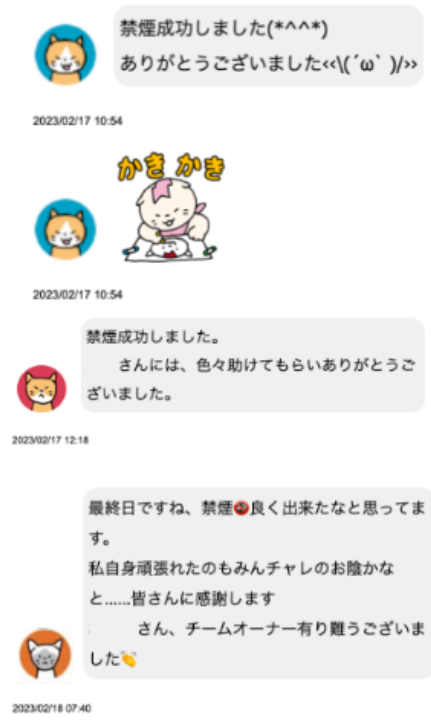 禁煙成功しました(*^^*)
ありがとうございました‹‹\(´ω` )/››
2023/02/17 10:54
かきかき
2023/02/17 10:54
禁煙成功しました。
さんには、色々助けてもらいありがとうご
ざいました。
2023/02/17 12:18
最終日ですね、禁煙良く出来たなと思ってま
す。
私自身頑張れたのもみんチャレのお陰かな
と......皆さんに感謝します
さん、チームオーナー有り難うございま
した👏
2023/02/18 07:40